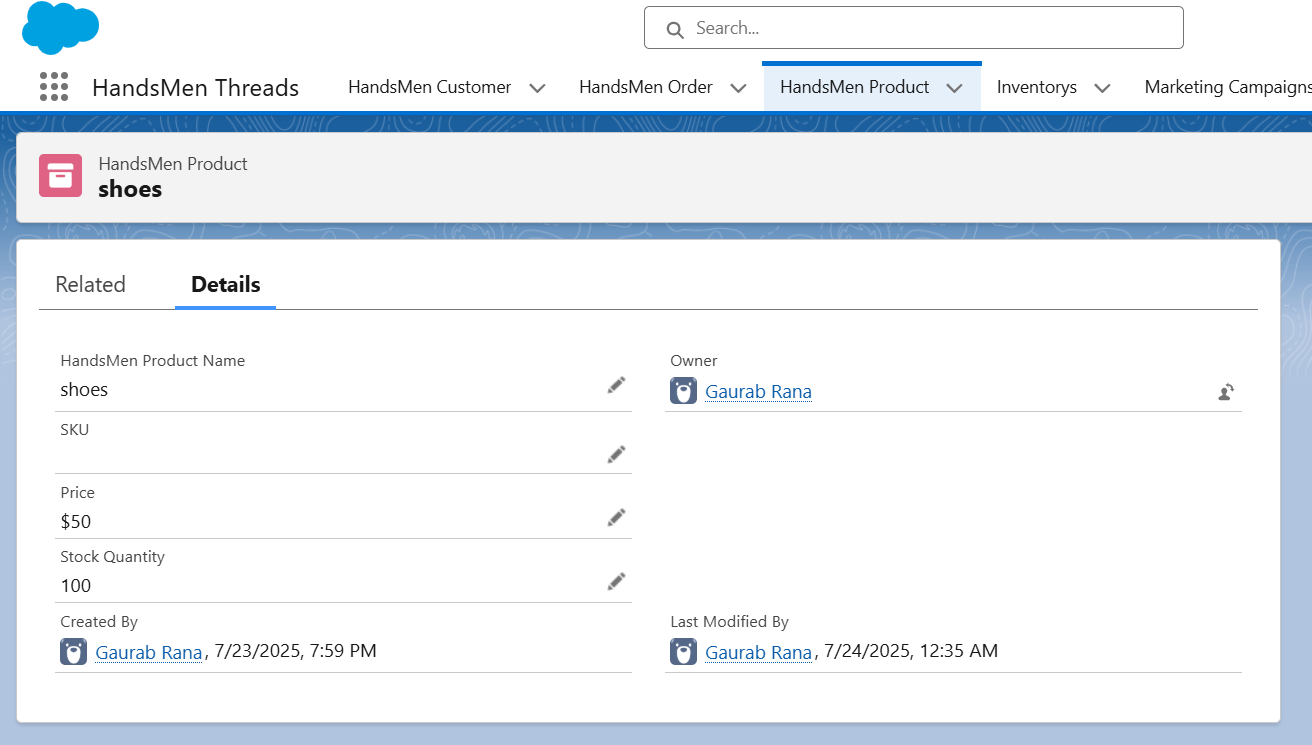 Search...
HandsMen Threads HandsMen Customer HandsMen Order HandsMen Product Inventorys Marketing Campaigns
HandsMen Product
shoes
Related Details
HandsMen Product Name
shoes
Owner
Gaurab Rana
SKU
Price
$50
Stock Quantity
100
Created By
Gaurab Rana, 7/23/2025, 7:59 PM
Last Modified By
Gaurab Rana, 7/24/2025, 12:35 AM